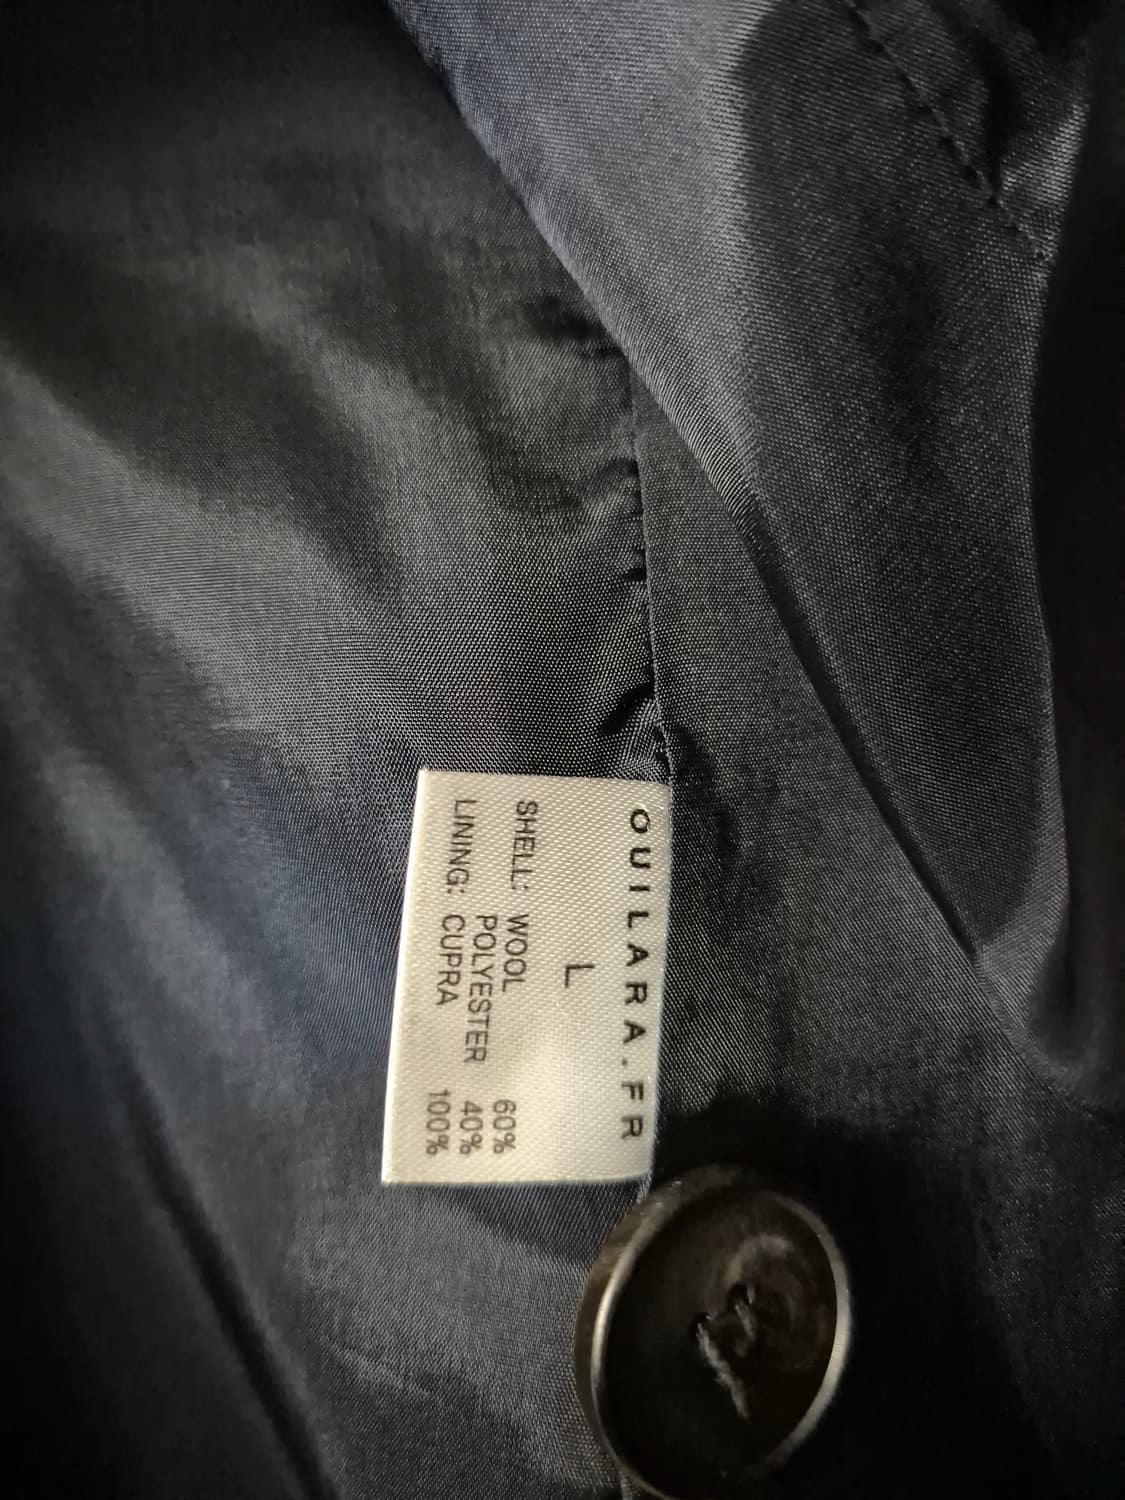 OUILARA.FR
L
SHELL: WOOL 60%
POLYESTER 40%
LINING: CUPRA 100%